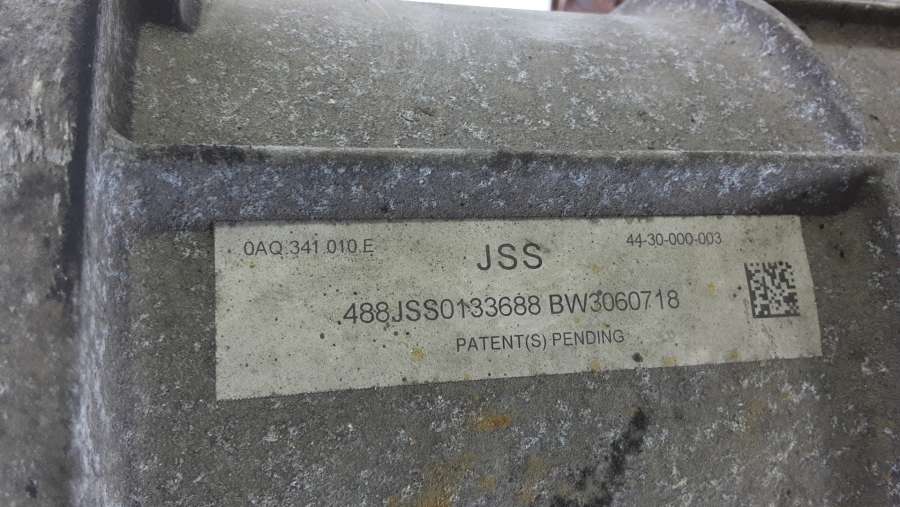 0AQ.341.010.E
JSS
44-30-000-003
488JSS0133688 BW3060718
PATENT(S) PENDING